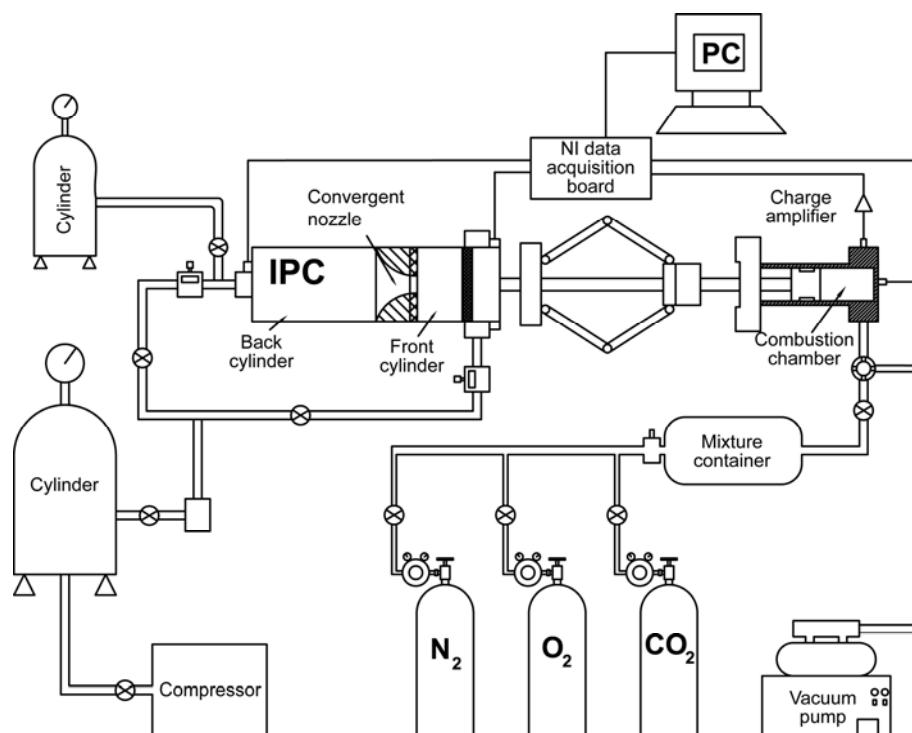 PC
NI data
acquisition
board
Cylinder
Convergent
nozzle
Charge
amplifier
IPC
Back
cylinder
Front
cylinder
Combustion
chamber
Mixture
container
Cylinder
N2
O2
CO2
Compressor
Vacuum
pump